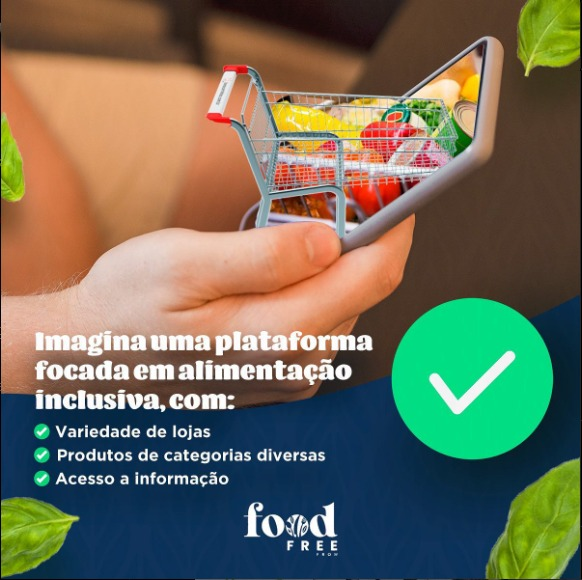 Imagina uma plataforma
focada em alimentação
inclusiva, com:
Variedade de lojas
Produtos de categorias diversas
Acesso a informação
food
FREE
FROM